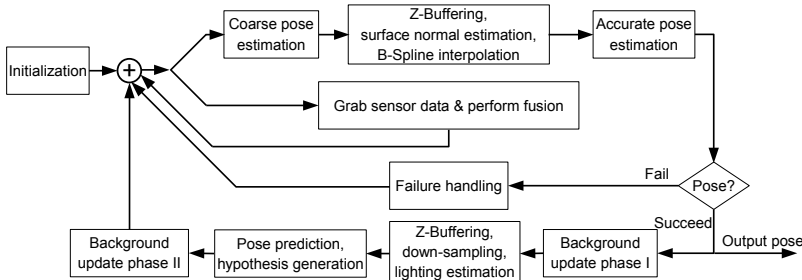 Initialization
+
Coarse pose
estimation
Z-Buffering,
surface normal estimation,
B-Spline interpolation
Accurate pose
estimation
Grab sensor data & perform fusion
Failure handling
Fail
Pose?
Succeed
Output pose
Background
update phase I
Z-Buffering,
down-sampling,
lighting estimation
Pose prediction,
hypothesis generation
Background
update phase II